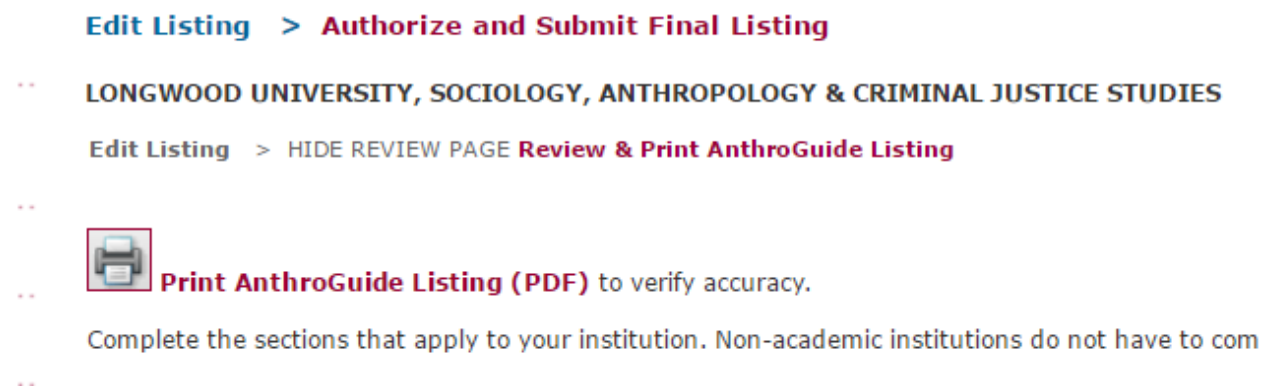 Edit Listing > Authorize and Submit Final Listing
LONGWOOD UNIVERSITY, SOCIOLOGY, ANTHROPOLOGY & CRIMINAL JUSTICE STUDIES
Edit Listing > HIDE REVIEW PAGE Review & Print AnthroGuide Listing
Print AnthroGuide Listing (PDF) to verify accuracy.
Complete the sections that apply to your institution. Non-academic institutions do not have to com